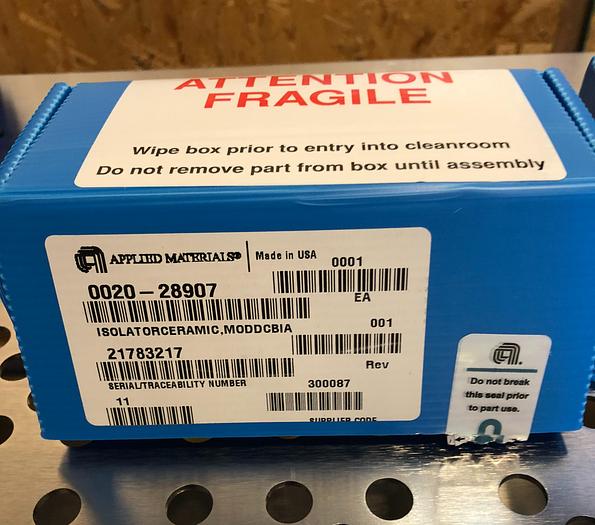 ATTENTION
FRAGILE
Wipe box prior to entry into cleanroom
Do not remove part from box until assembly
APPLIED MATERIALS® Made in USA
0001
0020-28907
EA
ISOLATORCERAMIC,MODDCBIA
001
21783217
Rev
SERIAL/TRACEABILITY NUMBER
300087
11
SUPPLIER CODE
Do not break
this seal prior
to part use.